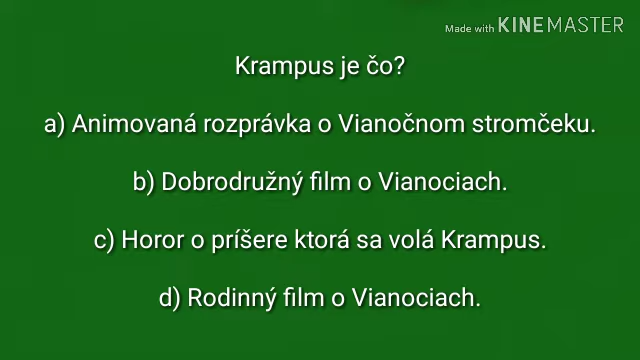 Made with KINEMASTER
Krampus je čo?
a) Animovaná rozprávka o Vianočnom stromčeku.
b) Dobrodružný film o Vianociach.
c) Horor o príšere ktorá sa volá Krampus.
d) Rodinný film o Vianociach.